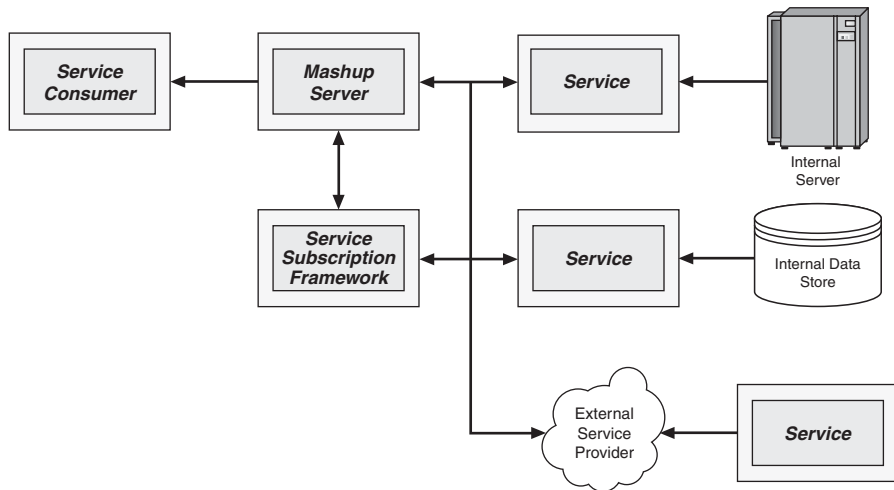 Service
Consumer
Mashup
Server
Service
Internal
Server
Service
Subscription
Framework
Service
Internal Data
Store
External
Service
Provider
Service